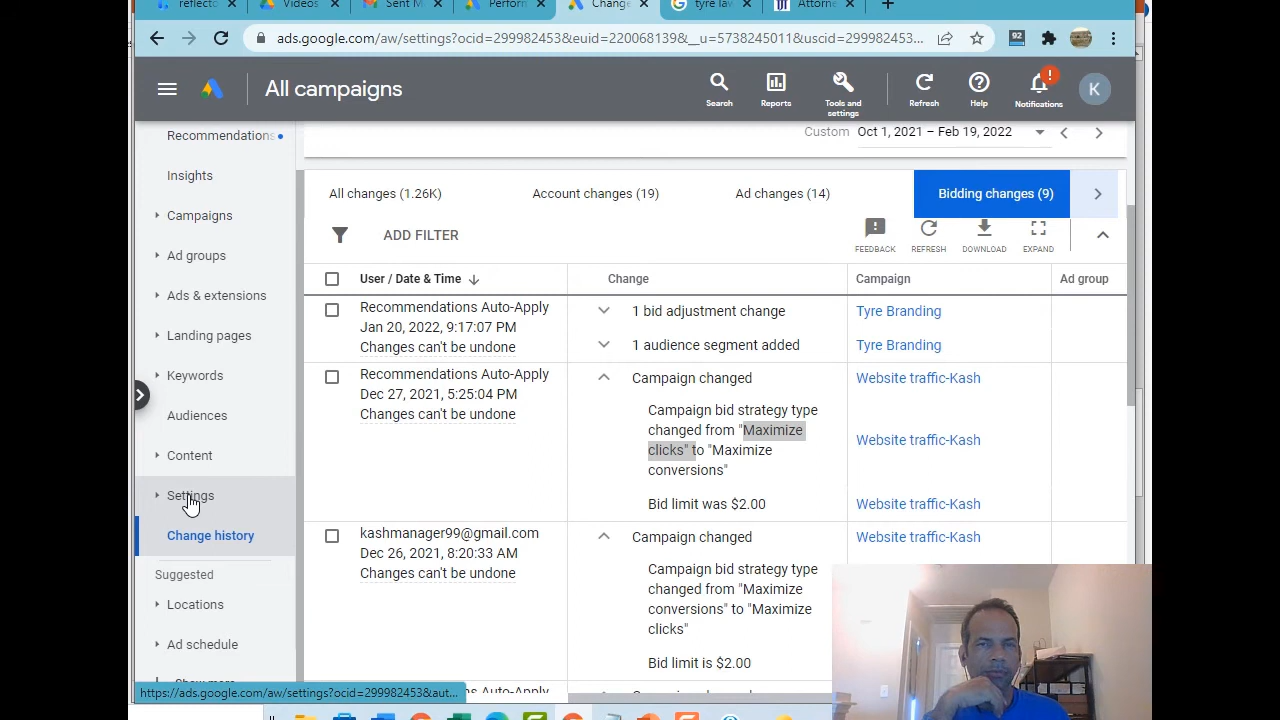 reflecto
Videos
Sent M
Perform
Change
tyre law
Attorne
ads.google.com/aw/settings?ocid=299982453&euid=220068139&__u=5738245011&uscid=299982453...
92
All campaigns
Search
Reports
Tools and settings
Refresh
Help
Notifications
K
Custom Oct 1, 2021 – Feb 19, 2022
Recommendations
Insights
Campaigns
Ad groups
Ads & extensions
Landing pages
Keywords
Audiences
Content
Settings
Change history
Suggested
Locations
Ad schedule
All changes (1.26K)
Account changes (19)
Ad changes (14)
Bidding changes (9)
ADD FILTER
FEEDBACK
REFRESH
DOWNLOAD
EXPAND
User / Date & Time
Change
Campaign
Ad group
Recommendations Auto-Apply
Jan 20, 2022, 9:17:07 PM
Changes can't be undone
1 bid adjustment change
Tyre Branding
1 audience segment added
Tyre Branding
Recommendations Auto-Apply
Dec 27, 2021, 5:25:04 PM
Changes can't be undone
Campaign changed
Website traffic-Kash
Campaign bid strategy type
changed from "Maximize
clicks" to "Maximize
conversions"
Website traffic-Kash
Bid limit was $2.00
Website traffic-Kash
kashmanager99@gmail.com
Dec 26, 2021, 8:20:33 AM
Changes can't be undone
Campaign changed
Website traffic-Kash
Campaign bid strategy type
changed from "Maximize
conversions" to "Maximize
clicks"
Bid limit is $2.00
https://ads.google.com/aw/settings?ocid=299982453&aut...